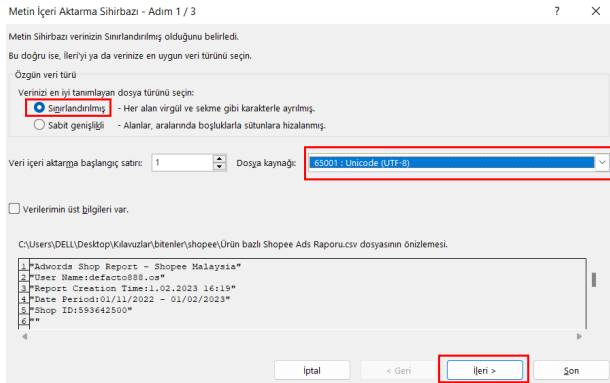 Metin İçeri Aktarma Sihirbazı - Adım 1 / 3
? X
Metin Sihirbazı verinizin Sınırlandırılmış olduğunu belirledi.
Bu doğru ise, İleri'yi ya da verinize en uygun veri türünü seçin.
Özgün veri türü
Verinizi en iyi tanımlayan dosya türünü seçin:
Sınırlandırılmış - Her alan virgül ve sekme gibi karakterle ayrılmış.
Sabit genişlikli - Alanlar, aralarında boşluklarla sütunlara hizalanmış.
Veri içeri aktarma başlangıç satırı: 1 Dosya kaynağı: 65001 : Unicode (UTF-8)
Verilerimin üst bilgileri var.
C:\Users\DELL\Desktop\Kılavuzlar\bitenler\shopee\Ürün bazlı Shopee Ads Raporu.csv dosyasının önizlemesi.
1 "Adwords Shop Report - Shopee Malaysia"
2 "User Name:defacto888.os"
3 "Report Creation Time:1.02.2023 16:19"
4 "Date Period:01/11/2022 - 01/02/2023"
5 "Shop ID:593642500"
6 ""
İptal < Geri İleri > Son